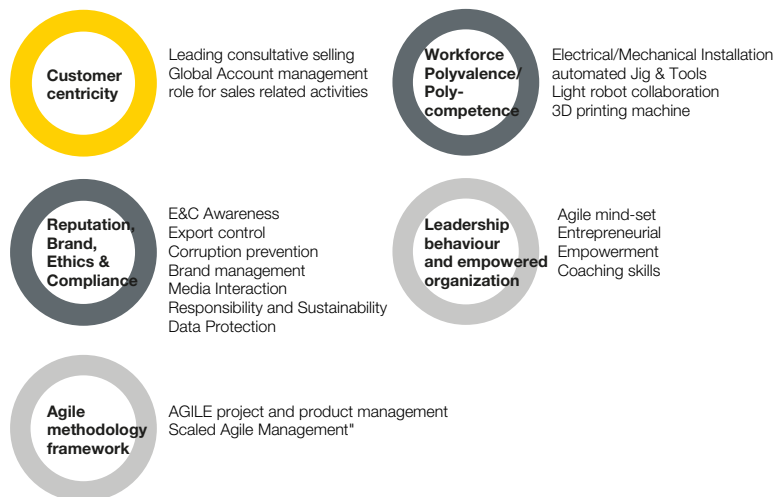 Customer
centricity
Leading consultative selling
Global Account management
role for sales related activities
Workforce
Polyvalence/
Poly-
competence
Electrical/Mechanical Installation
automated Jig & Tools
Light robot collaboration
3D printing machine
Reputation,
Brand,
Ethics &
Compliance
E&C Awareness
Export control
Corruption prevention
Brand management
Media Interaction
Responsibility and Sustainability
Data Protection
Leadership
behaviour
and empowered
organization
Agile mind-set
Entrepreneurial
Empowerment
Coaching skills
Agile
methodology
framework
AGILE project and product management
Scaled Agile Management"